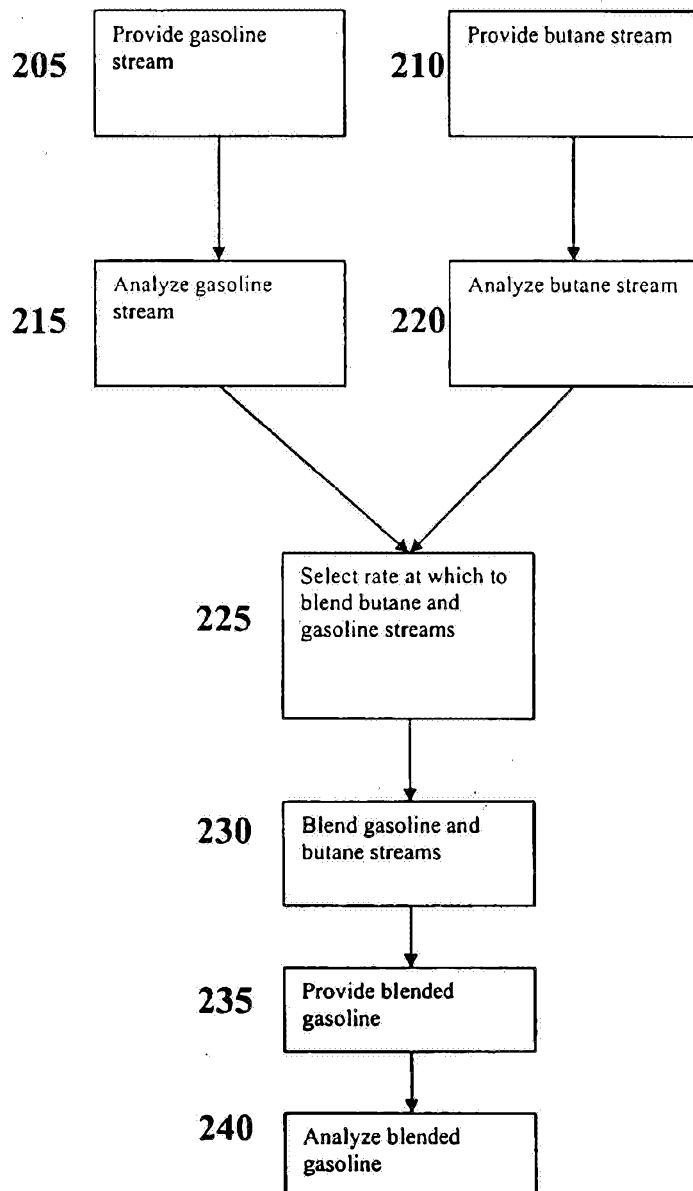 205
Provide gasoline
stream
210
Provide butane stream
215
Analyze gasoline
stream
220
Analyze butane stream
225
Select rate at which to
blend butane and
gasoline streams
230
Blend gasoline and
butane streams
235
Provide blended
gasoline
240
Analyze blended
gasoline